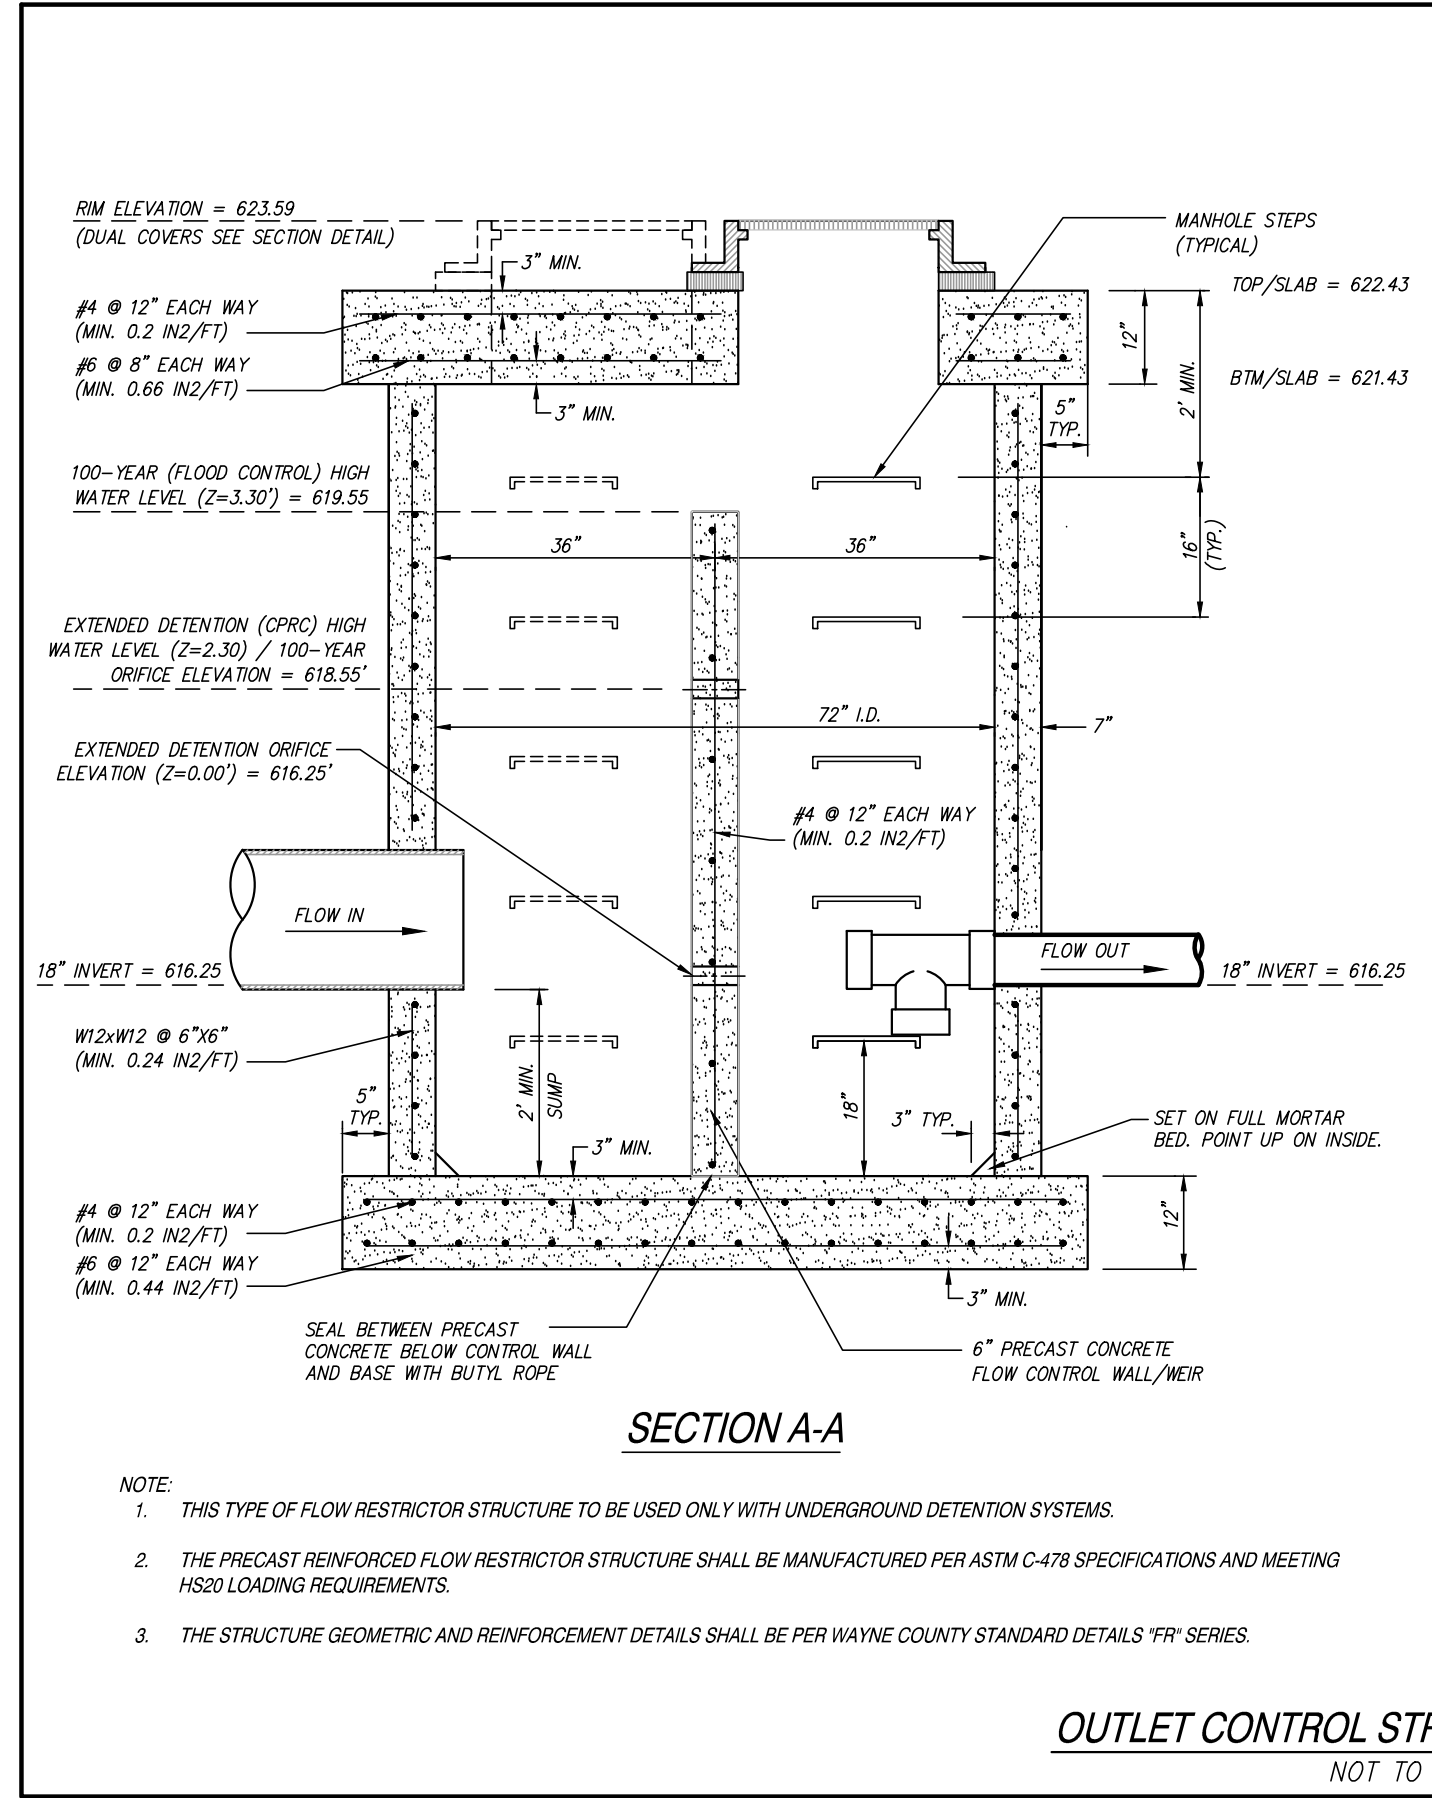 RIM ELEVATION = 623.59
(DUAL COVERS SEE SECTION DETAIL)
3" MIN.
MANHOLE STEPS
(TYPICAL)
TOP/SLAB = 622.43
#4 @ 12" EACH WAY
(MIN. 0.2 IN2/FT)
12"
#6 @ 8" EACH WAY
(MIN. 0.66 IN2/FT)
BTM/SLAB = 621.43
2' MIN.
3" MIN.
5"
TYP.
100-YEAR (FLOOD CONTROL) HIGH
WATER LEVEL (Z=3.30') = 619.55
36"
36"
16"
(TYP.)
EXTENDED DETENTION (CPRC) HIGH
WATER LEVEL (Z=2.30) / 100-YEAR
ORIFICE ELEVATION = 618.55'
72" I.D.
7"
EXTENDED DETENTION ORIFICE
ELEVATION (Z=0.00') = 616.25'
#4 @ 12" EACH WAY
(MIN. 0.2 IN2/FT)
FLOW IN
FLOW OUT
18" INVERT = 616.25
18" INVERT = 616.25
W12xW12 @ 6"X6"
(MIN. 0.24 IN2/FT)
2' MIN.
SUMP
18"
5"
TYP.
3" TYP.
SET ON FULL MORTAR
BED. POINT UP ON INSIDE.
3" MIN.
#4 @ 12" EACH WAY
(MIN. 0.2 IN2/FT)
12"
#6 @ 12" EACH WAY
(MIN. 0.44 IN2/FT)
3" MIN.
SEAL BETWEEN PRECAST
CONCRETE BELOW CONTROL WALL
AND BASE WITH BUTYL ROPE
6" PRECAST CONCRETE
FLOW CONTROL WALL/WEIR
SECTION A-A
NOTE:
1. THIS TYPE OF FLOW RESTRICTOR STRUCTURE TO BE USED ONLY WITH UNDERGROUND DETENTION SYSTEMS.
2. THE PRECAST REINFORCED FLOW RESTRICTOR STRUCTURE SHALL BE MANUFACTURED PER ASTM C-478 SPECIFICATIONS AND MEETING
HS20 LOADING REQUIREMENTS.
3. THE STRUCTURE GEOMETRIC AND REINFORCEMENT DETAILS SHALL BE PER WAYNE COUNTY STANDARD DETAILS "FR" SERIES.
OUTLET CONTROL
NOT TO